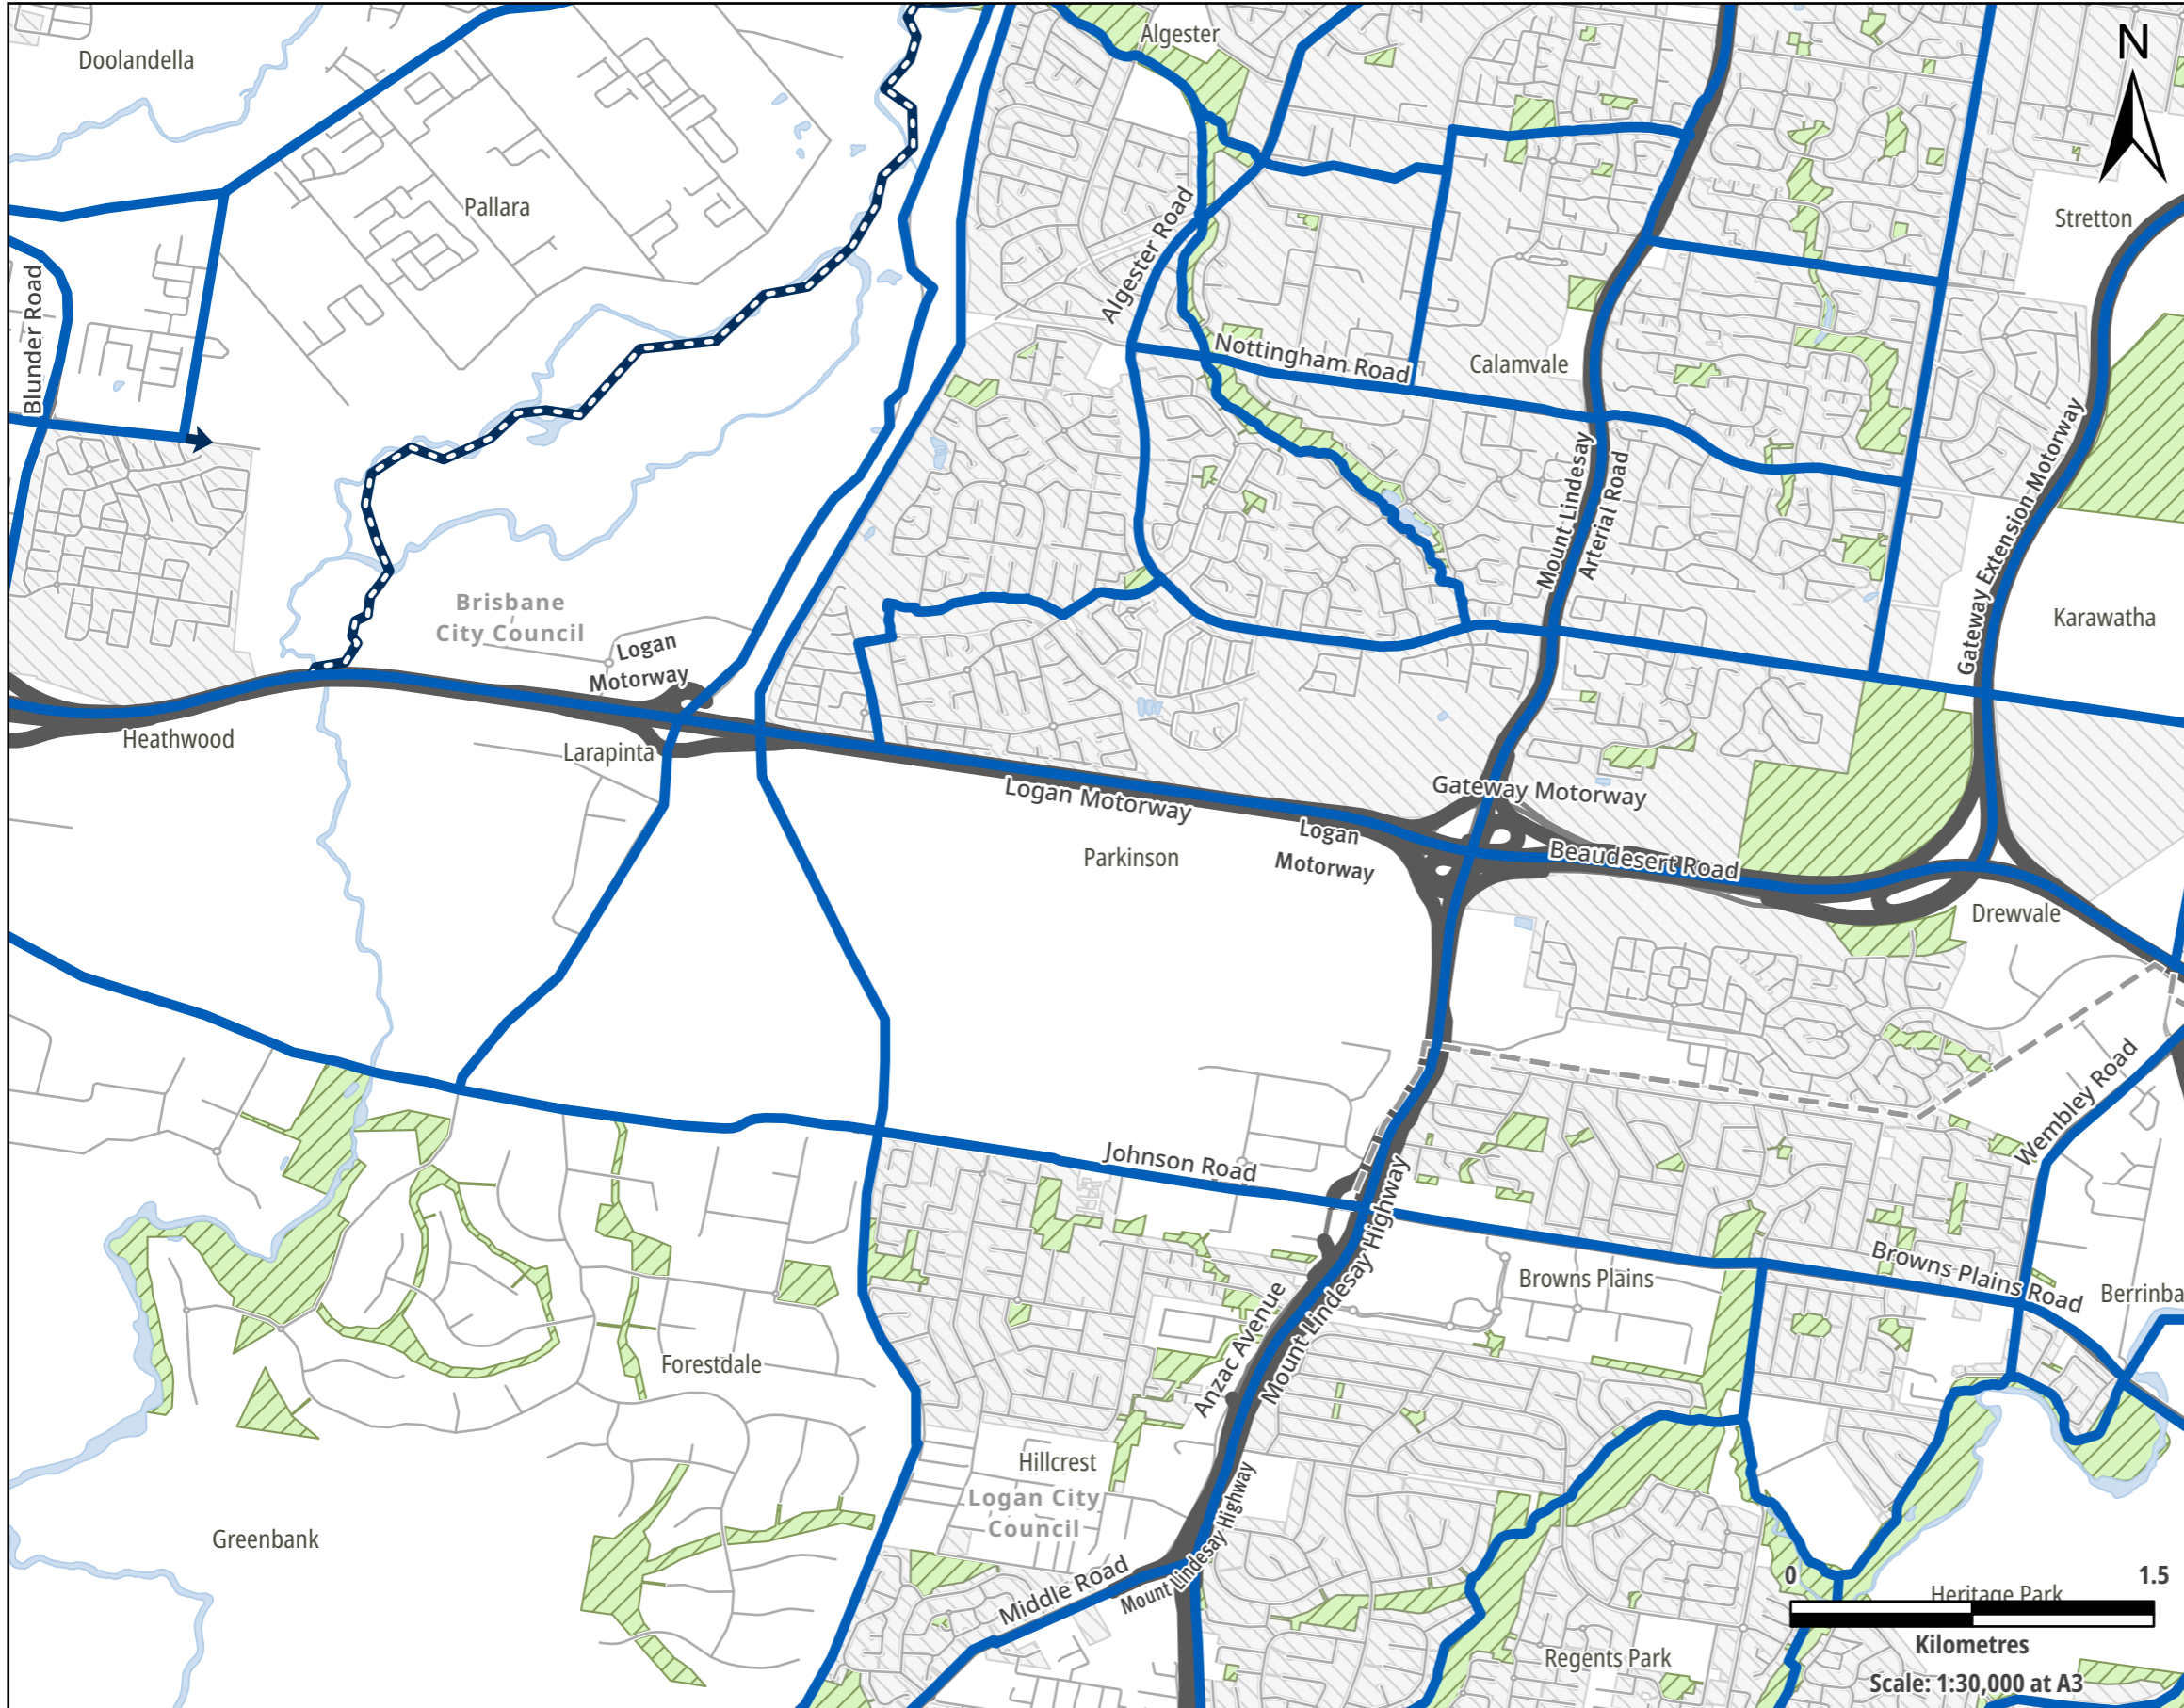 Algester
N
Doolandella
Pallara
Stretton
Algester Road
Blunder Road
Nottingham Road
Calamvale
Mount Lindesay
Arterial Road
Gateway Extension Motorway
Brisbane
City Council
Karawatha
Logan
Motorway
Heathwood
Larapinta
Logan Motorway
Gateway Motorway
Logan
Motorway
Beaudesert Road
Parkinson
Drewvale
Wembley Road
Johnson Road
Mount Lindesay Highway
Browns Plains
Browns Plains Road
Berrinba
Anzac Avenue
Forestdale
Hillcrest
Logan City
Council
Mount Lindesay Highway
Greenbank
Middle Road
0
1.5
Heritage Park
Kilometres
Regents Park
Scale: 1:30,000 at A3